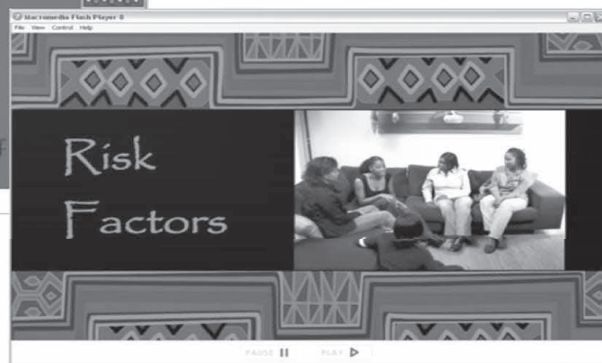 Macromedia Flash Player 8
File View Control Help
Risk
Factors
PAUSE PLAY